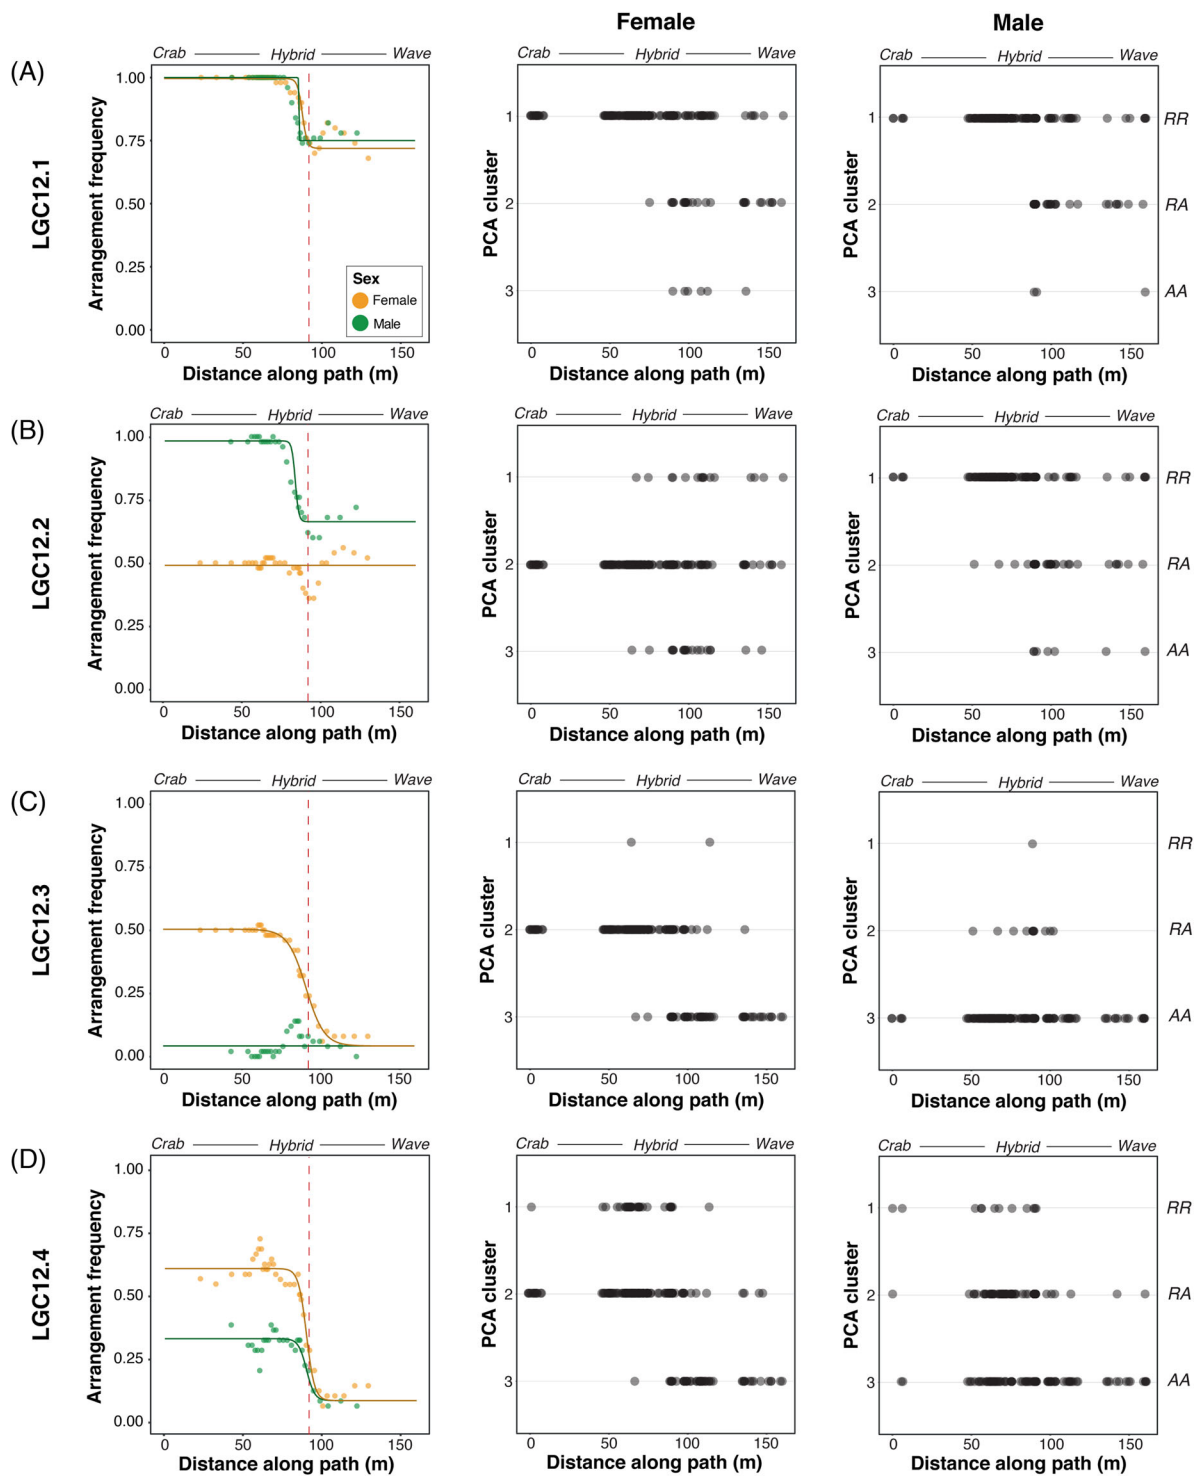 Female
Male
(A)
LGC12.1
Crab
Hybrid
Wave
Arrangement frequency
1.00
0.75
0.50
0.25
0.00
Sex
Female
Male
0
50
100
150
Distance along path (m)
Crab
Hybrid
Wave
PCA cluster
1
2
3
0
50
100
150
Distance along path (m)
Crab
Hybrid
Wave
PCA cluster
1
2
3
RR
RA
AA
0
50
100
150
Distance along path (m)
(B)
LGC12.2
Crab
Hybrid
Wave
Arrangement frequency
1.00
0.75
0.50
0.25
0.00
50
100
150
Distance along path (m)
PCA cluster
1
2
3
0
50
100
150
Distance along path (m)
PCA cluster
1
2
3
RR
RA
AA
0
50
100
150
Distance along path (m)
(C)
LGC12.3
Crab
Hybrid
Wave
Arrangement frequency
1.00
0.75
0.50
0.25
0.00
0
50
100
150
Distance along path (m)
Crab
Hybrid
Wave
PCA cluster
1
2
3
0
50
100
150
Distance along path (m)
Crab
Hybrid
Wave
PCA cluster
1
2
3
RR
RA
AA
0
50
100
150
Distance along path (m)
(D)
LGC12.4
Crab
Hybrid
Wave
Arrangement frequency
1.00
0.75
0.50
0.25
0.00
0
50
100
150
Distance along path (m)
Crab
Hybrid
Wave
PCA cluster
1
2
3
0
50
100
150
Distance along path (m)
Crab
Hybrid
Wave
PCA cluster
1
2
3
RR
RA
AA
0
50
100
150
Distance along path (m)